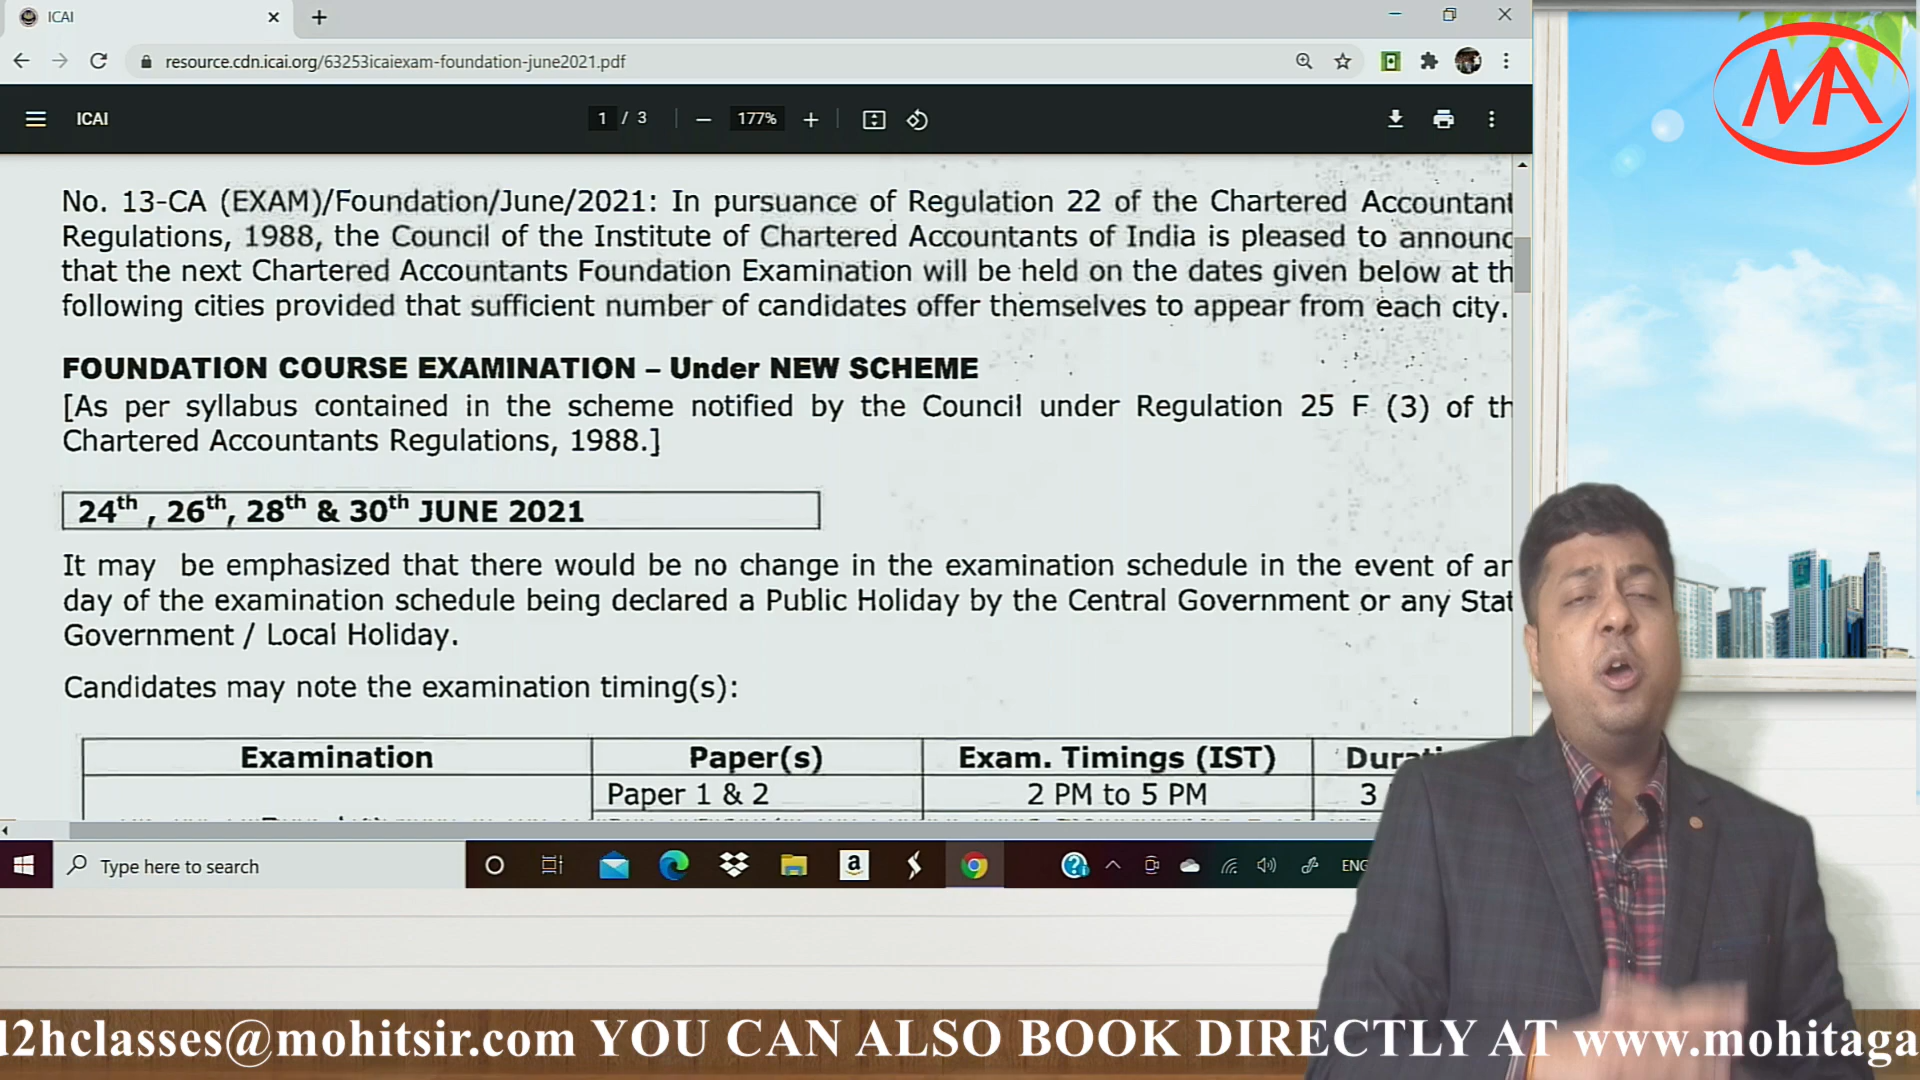 ICAI
resource.cdn.icai.org/63253icaiexam-foundation-june2021.pdf
ICAI
1 / 3
177%
No. 13-CA (EXAM)/Foundation/June/2021: In pursuance of Regulation 22 of the Chartered Accountant
Regulations, 1988, the Council of the Institute of Chartered Accountants of India is pleased to announc
that the next Chartered Accountants Foundation Examination will be held on the dates given below at th
following cities provided that sufficient number of candidates offer themselves to appear from each city.
FOUNDATION COURSE EXAMINATION – Under NEW SCHEME
[As per syllabus contained in the scheme notified by the Council under Regulation 25 F (3) of th
Chartered Accountants Regulations, 1988.]
24th , 26th, 28th & 30th JUNE 2021
It may be emphasized that there would be no change in the examination schedule in the event of an
day of the examination schedule being declared a Public Holiday by the Central Government or any Stat
Government / Local Holiday.
Candidates may note the examination timing(s):
Examination Paper(s) Exam. Timings (IST)
Paper 1 & 2 2 PM to 5 PM 3
Type here to search
ENG
MA
d2hclasses@mohitsir.com YOU CAN ALSO BOOK DIRECTLY AT www.mohitaga